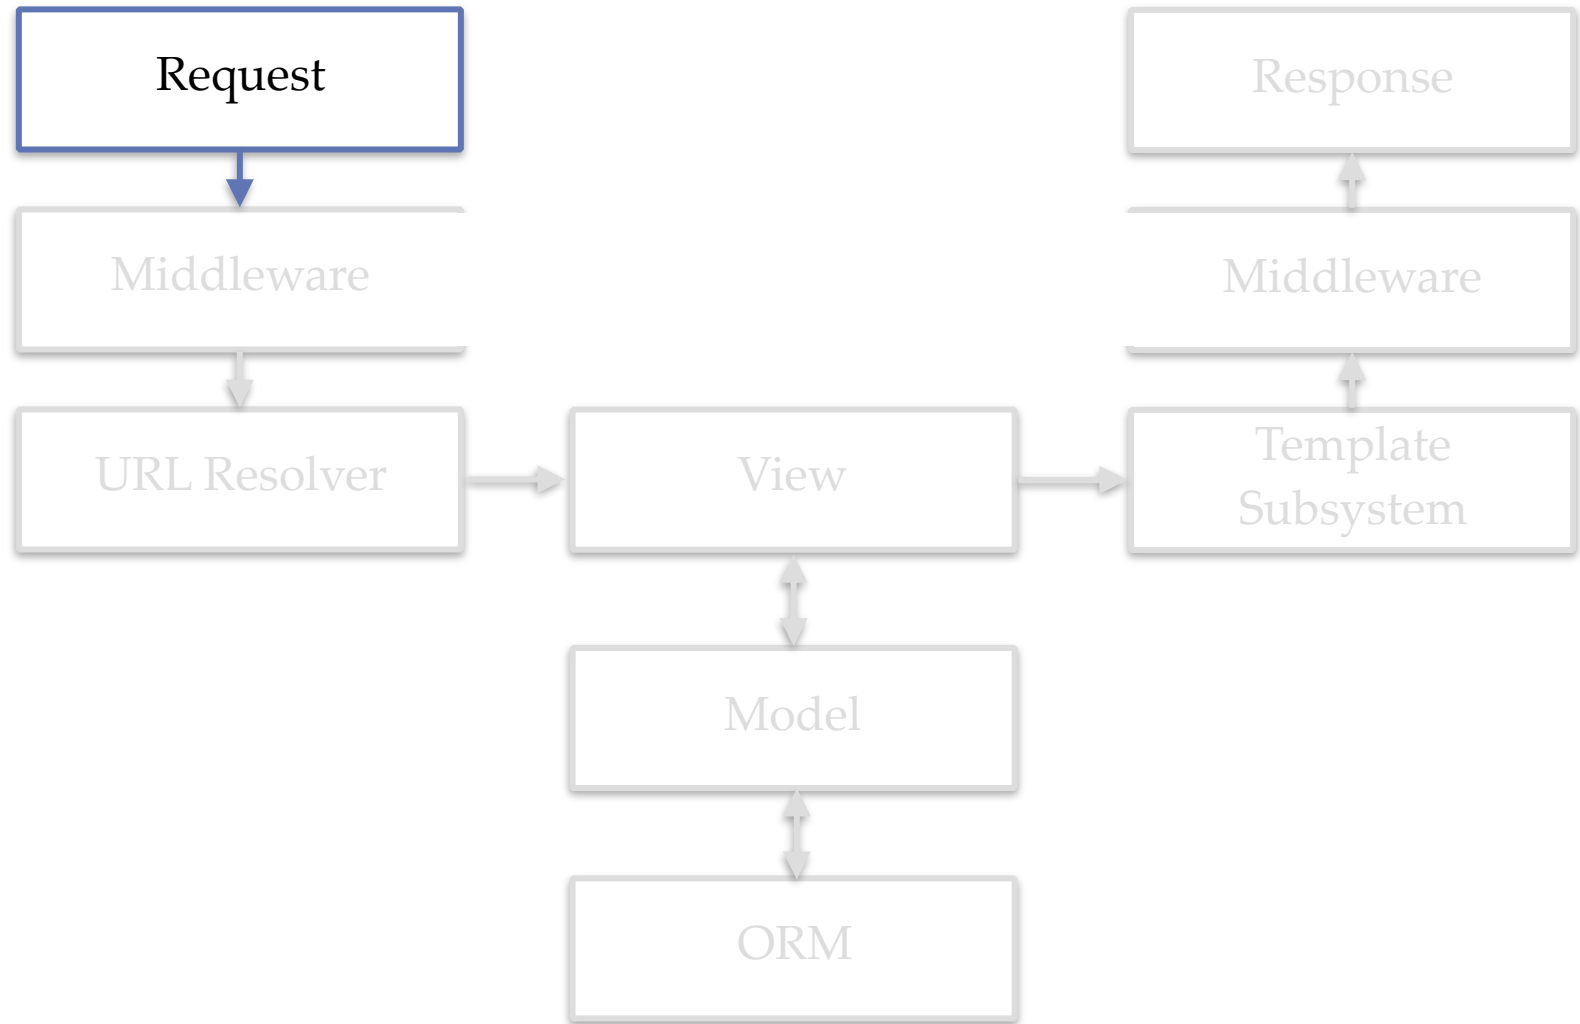 Request
Response
Middleware
Middleware
URL Resolver
View
Template
Subsystem
Model
ORM